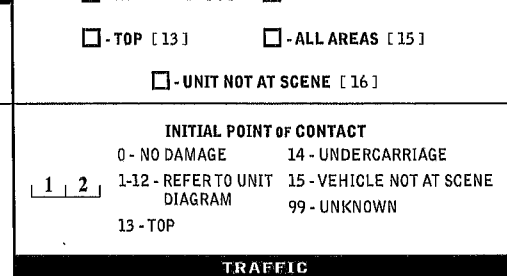 - TOP [13] - ALL AREAS [15]
- UNIT NOT AT SCENE [16]
INITIAL POINT OF CONTACT
0 - NO DAMAGE 14 - UNDERCARRIAGE
1 2 1-12 - REFER TO UNIT 15 - VEHICLE NOT AT SCENE
DIAGRAM 99 - UNKNOWN
13 - TOP
TRAFFIC